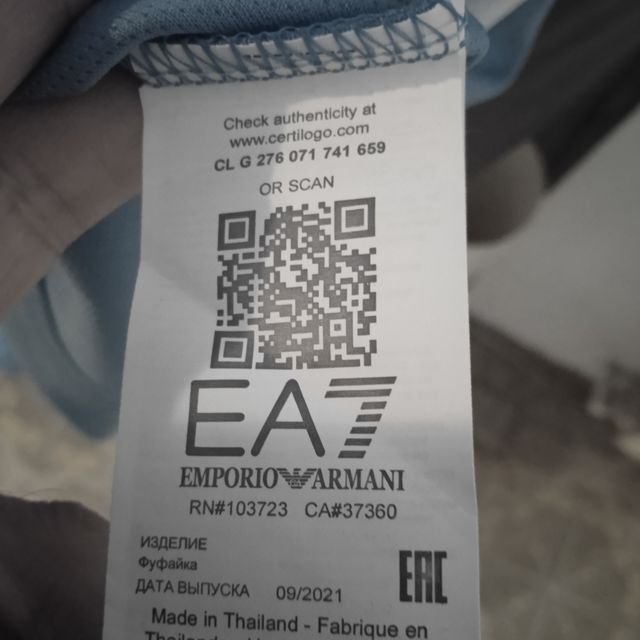 Check authenticity at
www.certilogo.com
CL G 276 071 741 659
OR SCAN
EA7
EMPORIO ARMANI
RN#103723 CA#37360
ИЗДЕЛИЕ
Фуфайка
ДАТА ВЫПУСКА 09/2021
EAC
Made in Thailand - Fabrique en